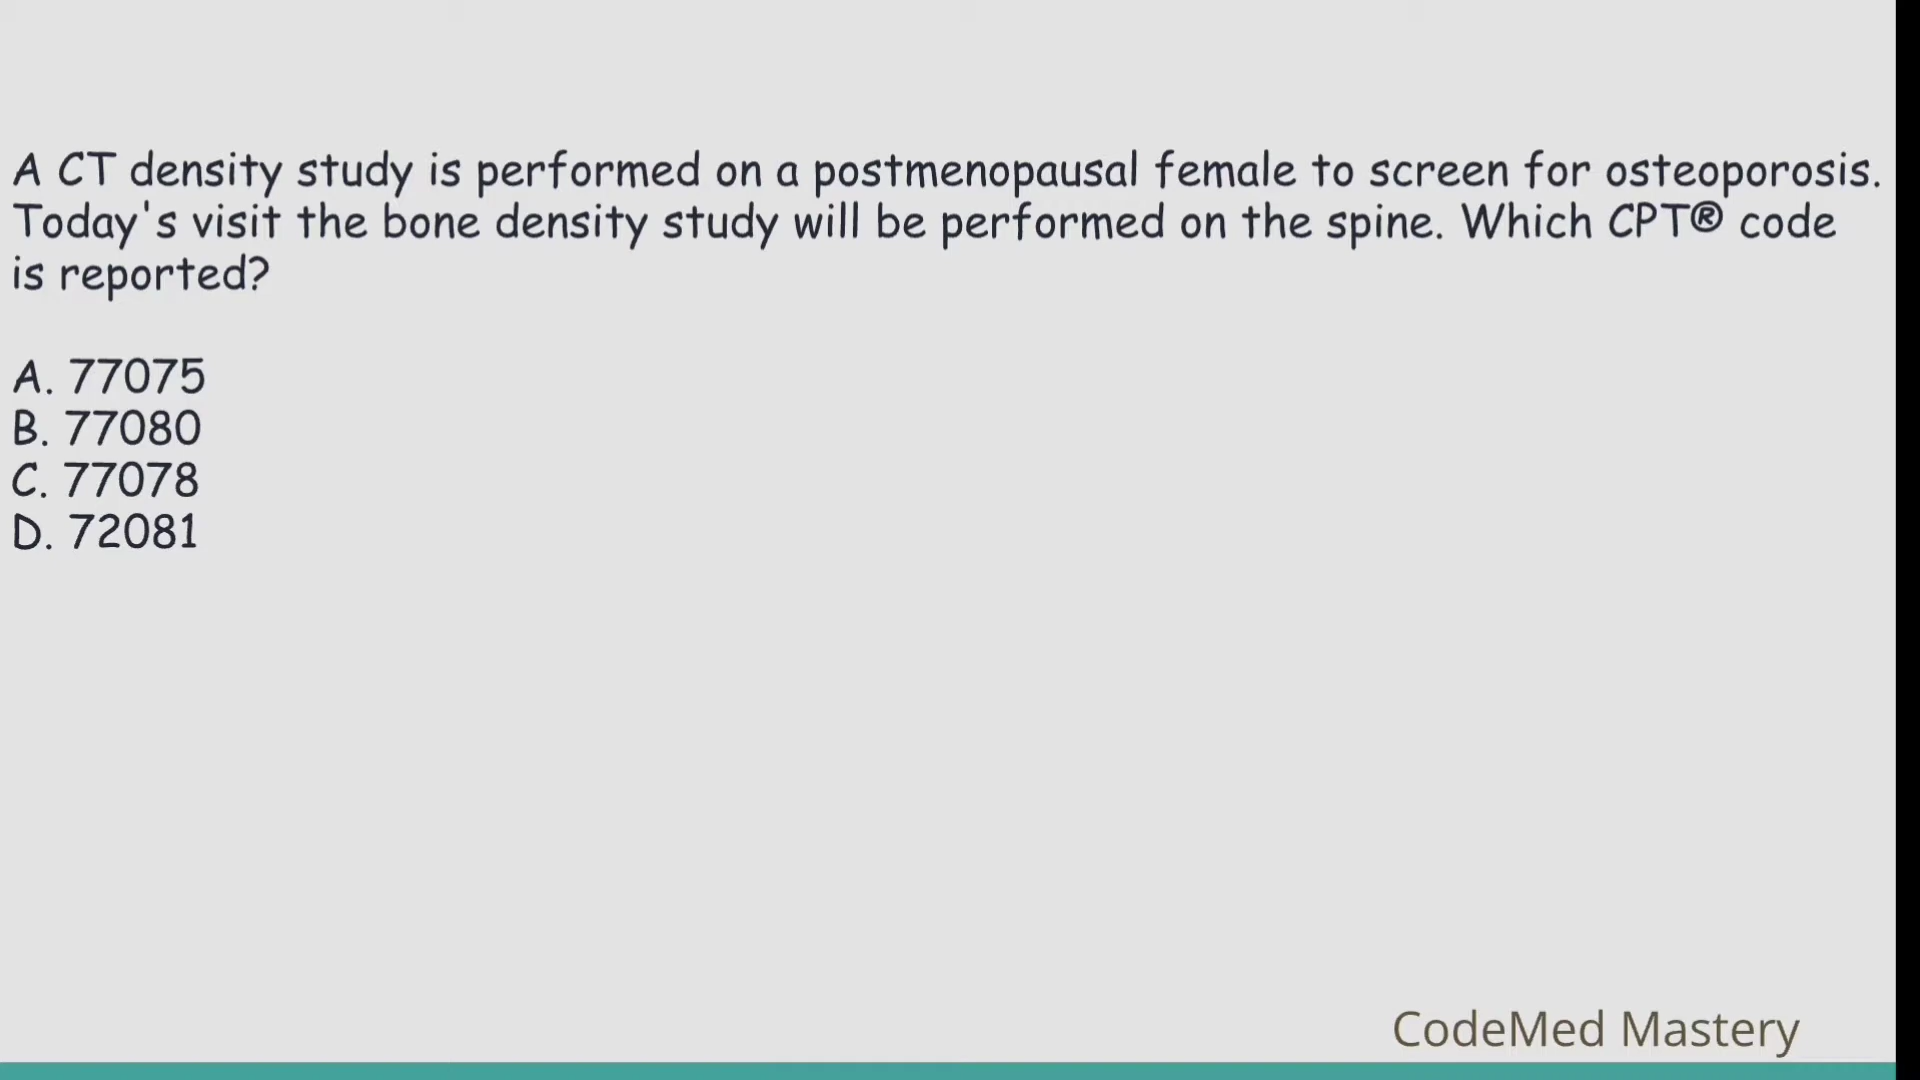 A CT density study is performed on a postmenopausal female to screen for osteoporosis.
Today's visit the bone density study will be performed on the spine. Which CPT® code
is reported?
A. 77075
B. 77080
C. 77078
D. 72081
CodeMed Mastery